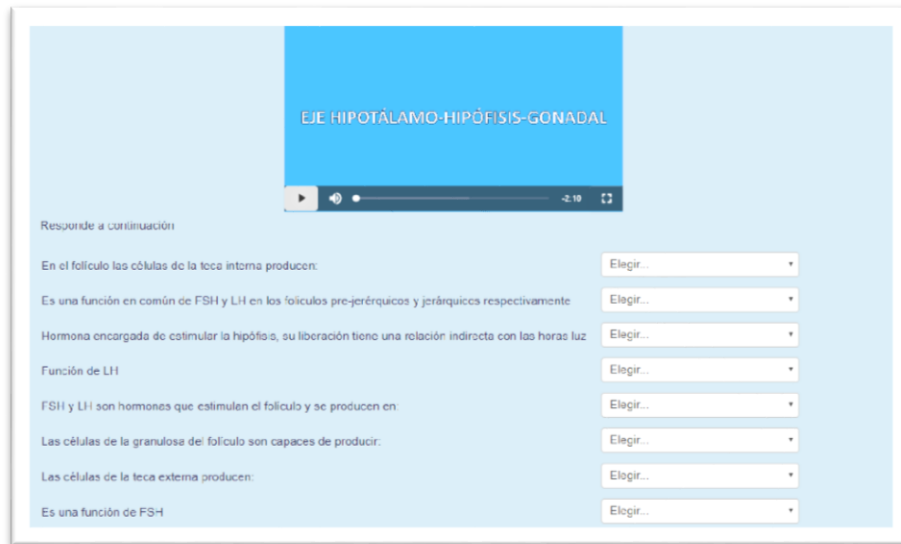 EJE HIPOTÁLAMO-HIPÓFISIS-GONADAL
-2:10
Responde a continuación
En el folículo las células de la teca interna producen:
Elegir...
Es una función en común de FSH y LH en los folículos pre-jerérquicos y jerárquicos respectivamente
Elegir...
Hormona encargada de estimular la hipófisis, su liberación tiene una relación indirecta con las horas luz
Elegir...
Función de LH
Elegir...
FSH y LH son hormonas que estimulan el folículo y se producen en:
Elegir...
Las células de la granulosa del folículo son capaces de producir:
Elegir...
Las células de la teca externa producen:
Elegir...
Es una función de FSH
Elegir...